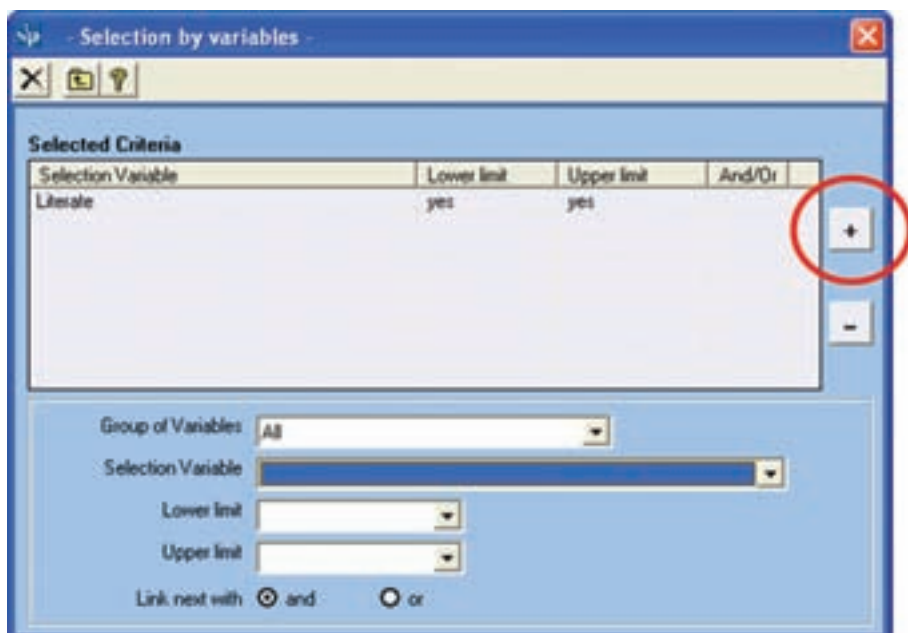 - Selection by variables -
Selected Criteria
Selection Variable Lower limit Upper limit And/Or
Literate yes yes
+
-
Group of Variables All
Selection Variable
Lower limit
Upper limit
Link next with and or